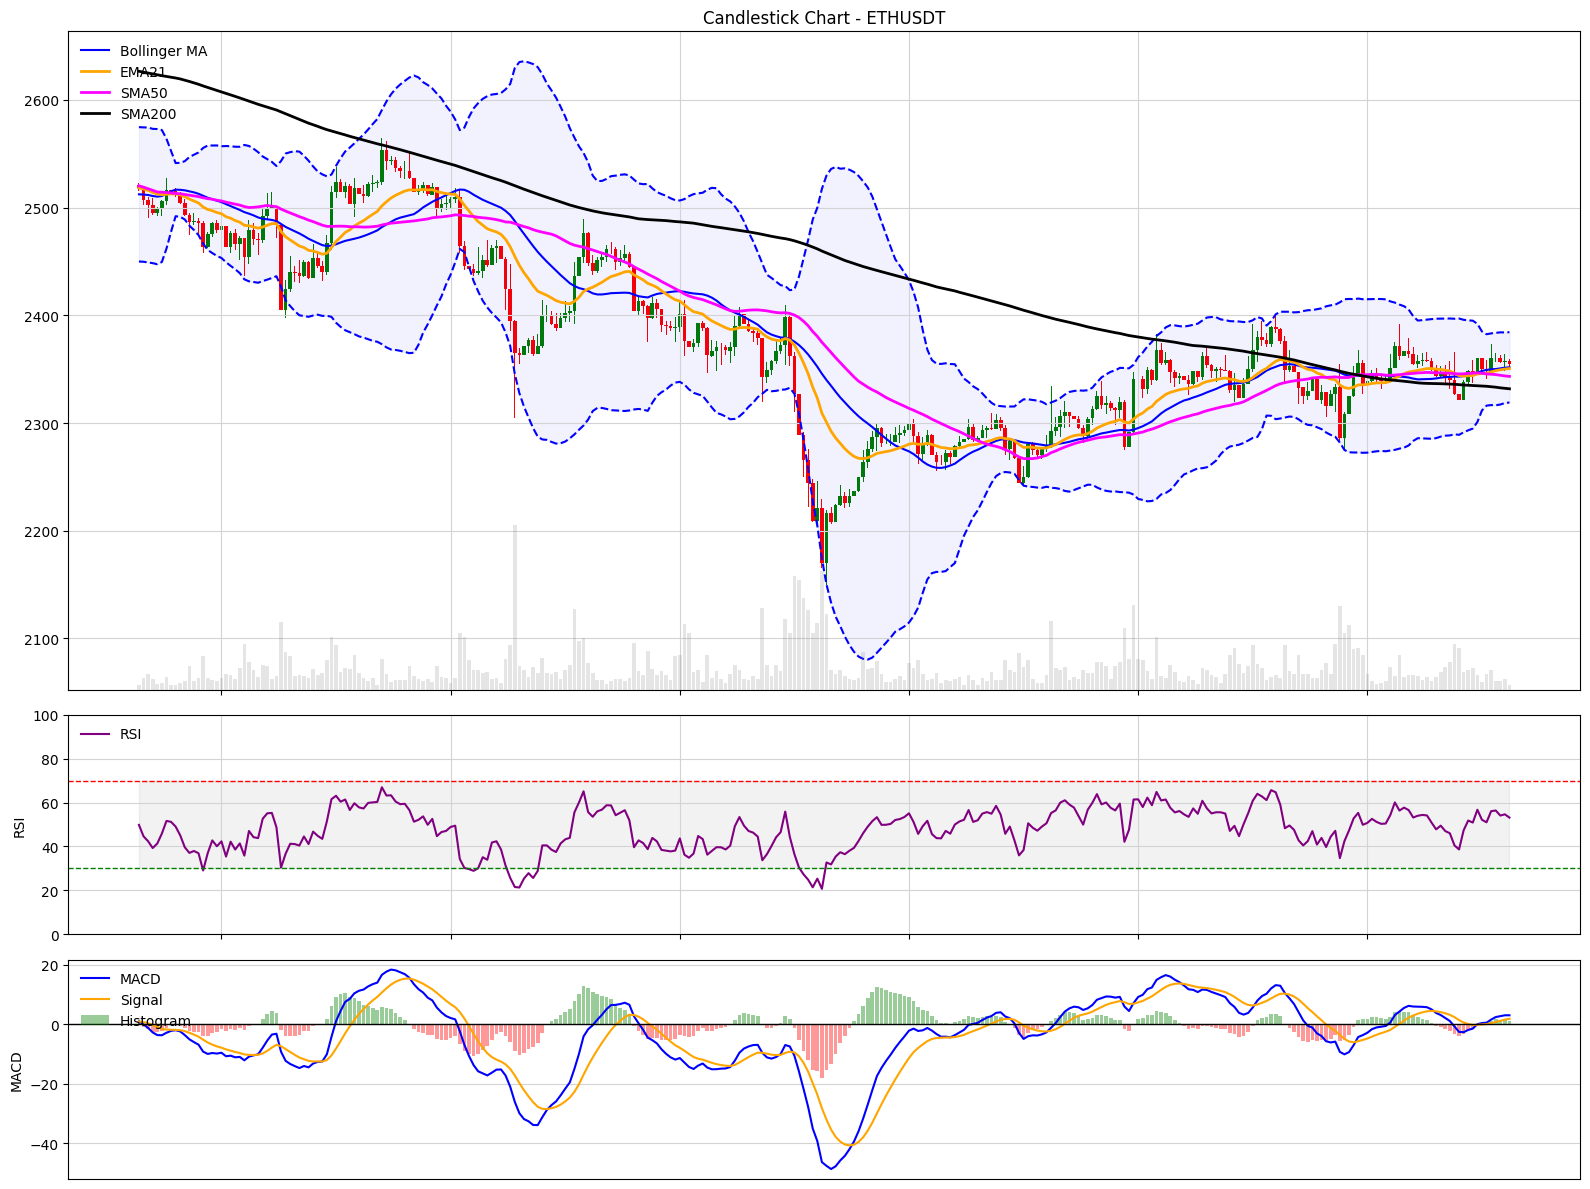 Candlestick Chart - ETHUSDT
Bollinger MA
EMA21
SMA50
SMA200
2600
2500
2400
2300
2200
2100
RSI
100
80
60
40
20
0
RSI
MACD
Signal
Histogram
20
0
−20
−40
MACD